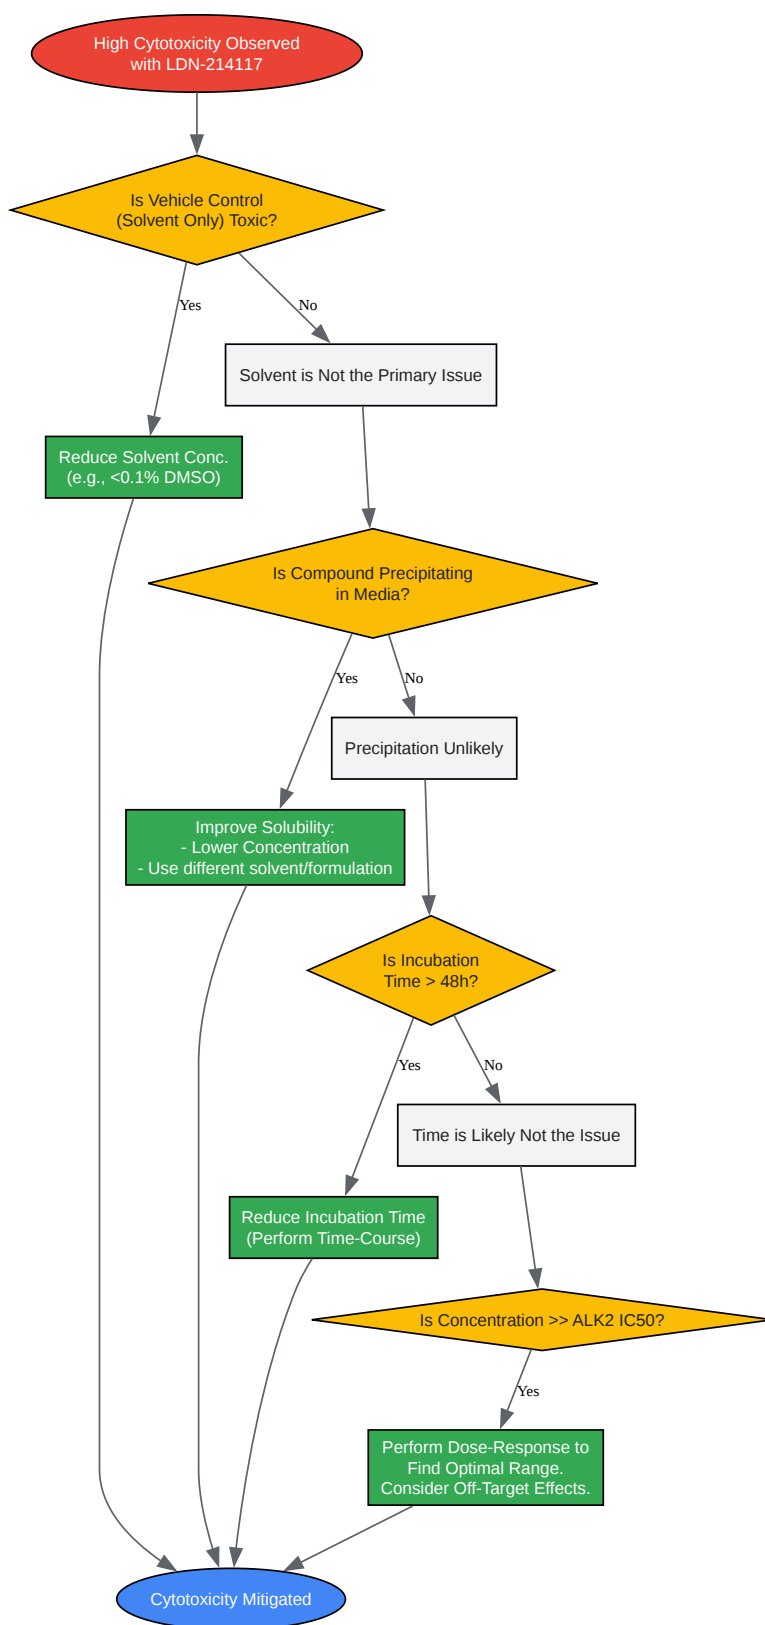 High Cytotoxicity Observed
with LDN-214117
Is Vehicle Control
(Solvent Only) Toxic?
Yes
No
Solvent is Not the Primary Issue
Reduce Solvent Conc.
(e.g., <0.1% DMSO)
Is Compound Precipitating
in Media?
Yes
No
Precipitation Unlikely
Improve Solubility:
- Lower Concentration
- Use different solvent/formulation
Is Incubation
Time > 48h?
Yes
No
Time is Likely Not the Issue
Reduce Incubation Time
(Perform Time-Course)
Is Concentration >> ALK2 IC50?
Yes
Perform Dose-Response to
Find Optimal Range.
Consider Off-Target Effects.
Cytotoxicity Mitigated